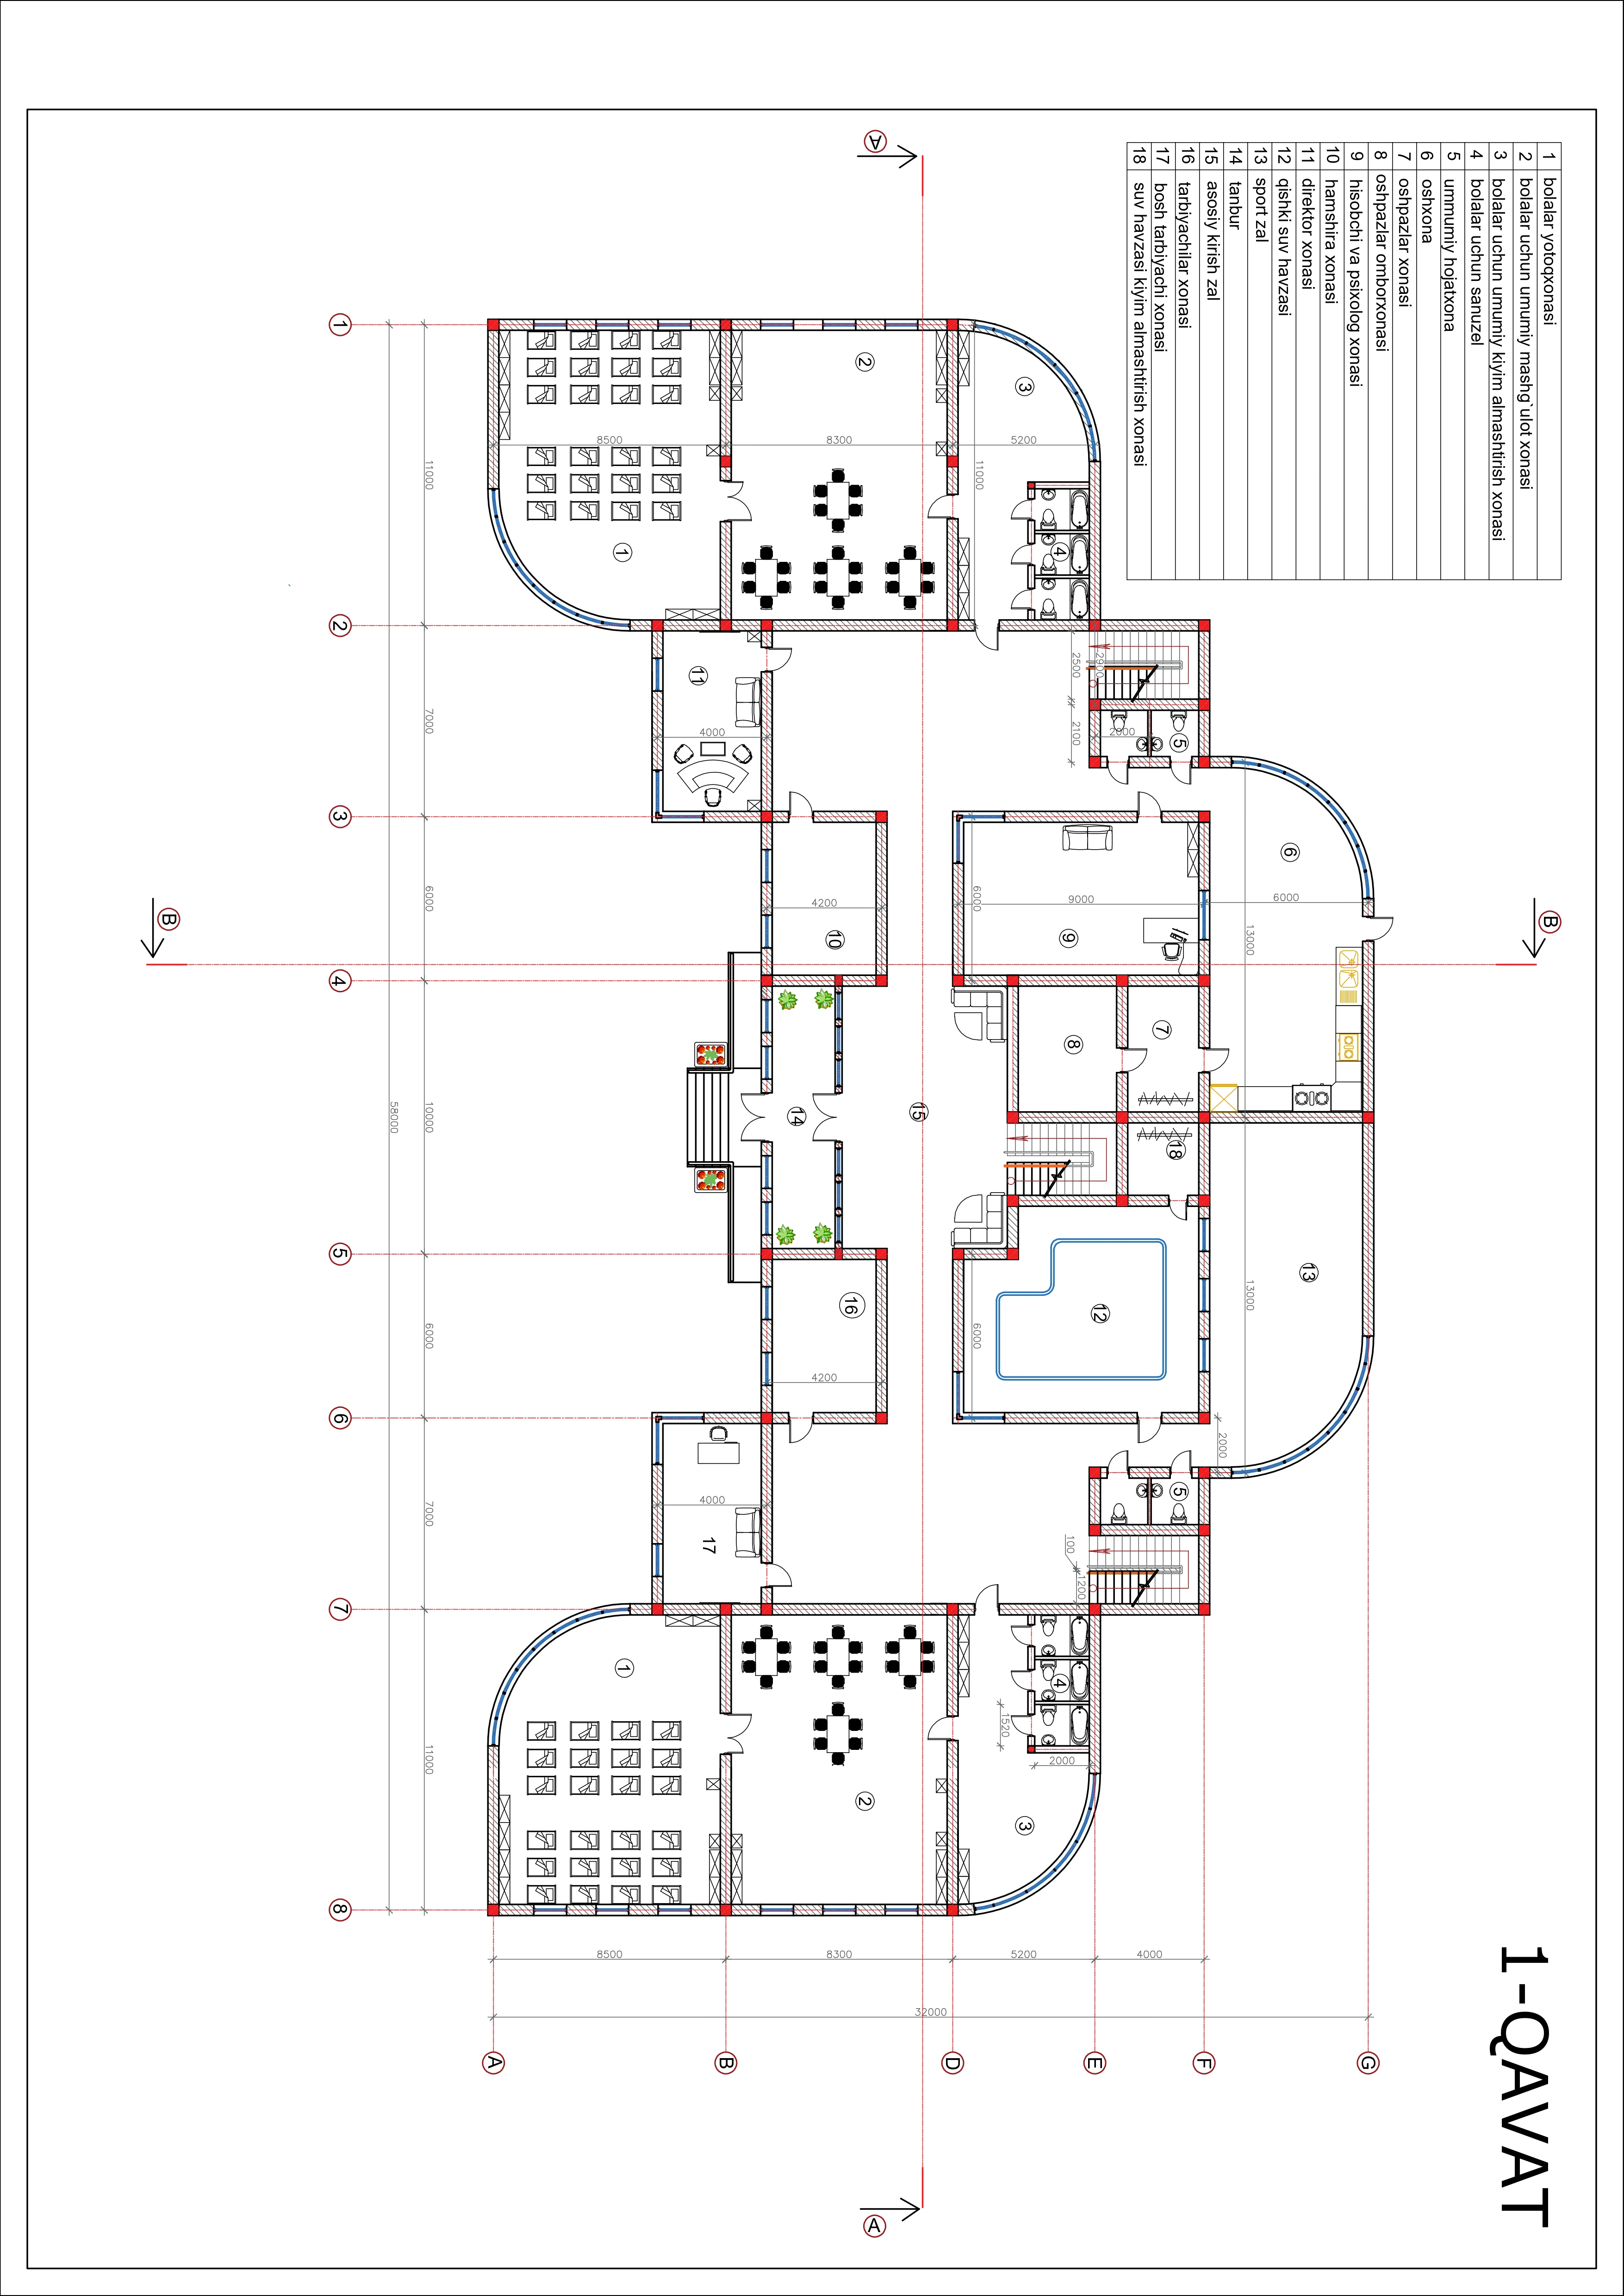 1-QAVAT
1 bolalar yotoqxonasi
2 bolalar uchun umumiy mashg`ulot xonasi
3 bolalar uchun umumiy kiyim almashtirish xonasi
4 bolalar uchun sanuzel
5 ummumiy hojatxona
6 oshxona
7 oshpazlar xonasi
8 oshpazlar omborxonasi
9 hisobchi va psixolog xonasi
10 hamshira xonasi
11 direktor xonasi
12 qishki suv havzasi
13 sport zal
14 tanbur
15 asosiy kirish zal
16 tarbiyachilar xonasi
17 bosh tarbiyachi xonasi
18 suv havzasi kiyim almashtirish xonasi
B
G
6
13
6000
13000 13000
2000
F
5 7 18 5
4000
2000
2900
12
E
2500 2100
9000
9 8
100 1200
4 4
2000
3 3
5200 5200
1520
11000
6000 6000
D
32000
15
A A
2 2
16
10
8300 4200 4200 8300
14
B
11 4000 4000 17
1 1
8500 8500
A
11000 7000 6000 10000 6000 7000 11000
58000
1 2 3 4 5 6 7 8
B